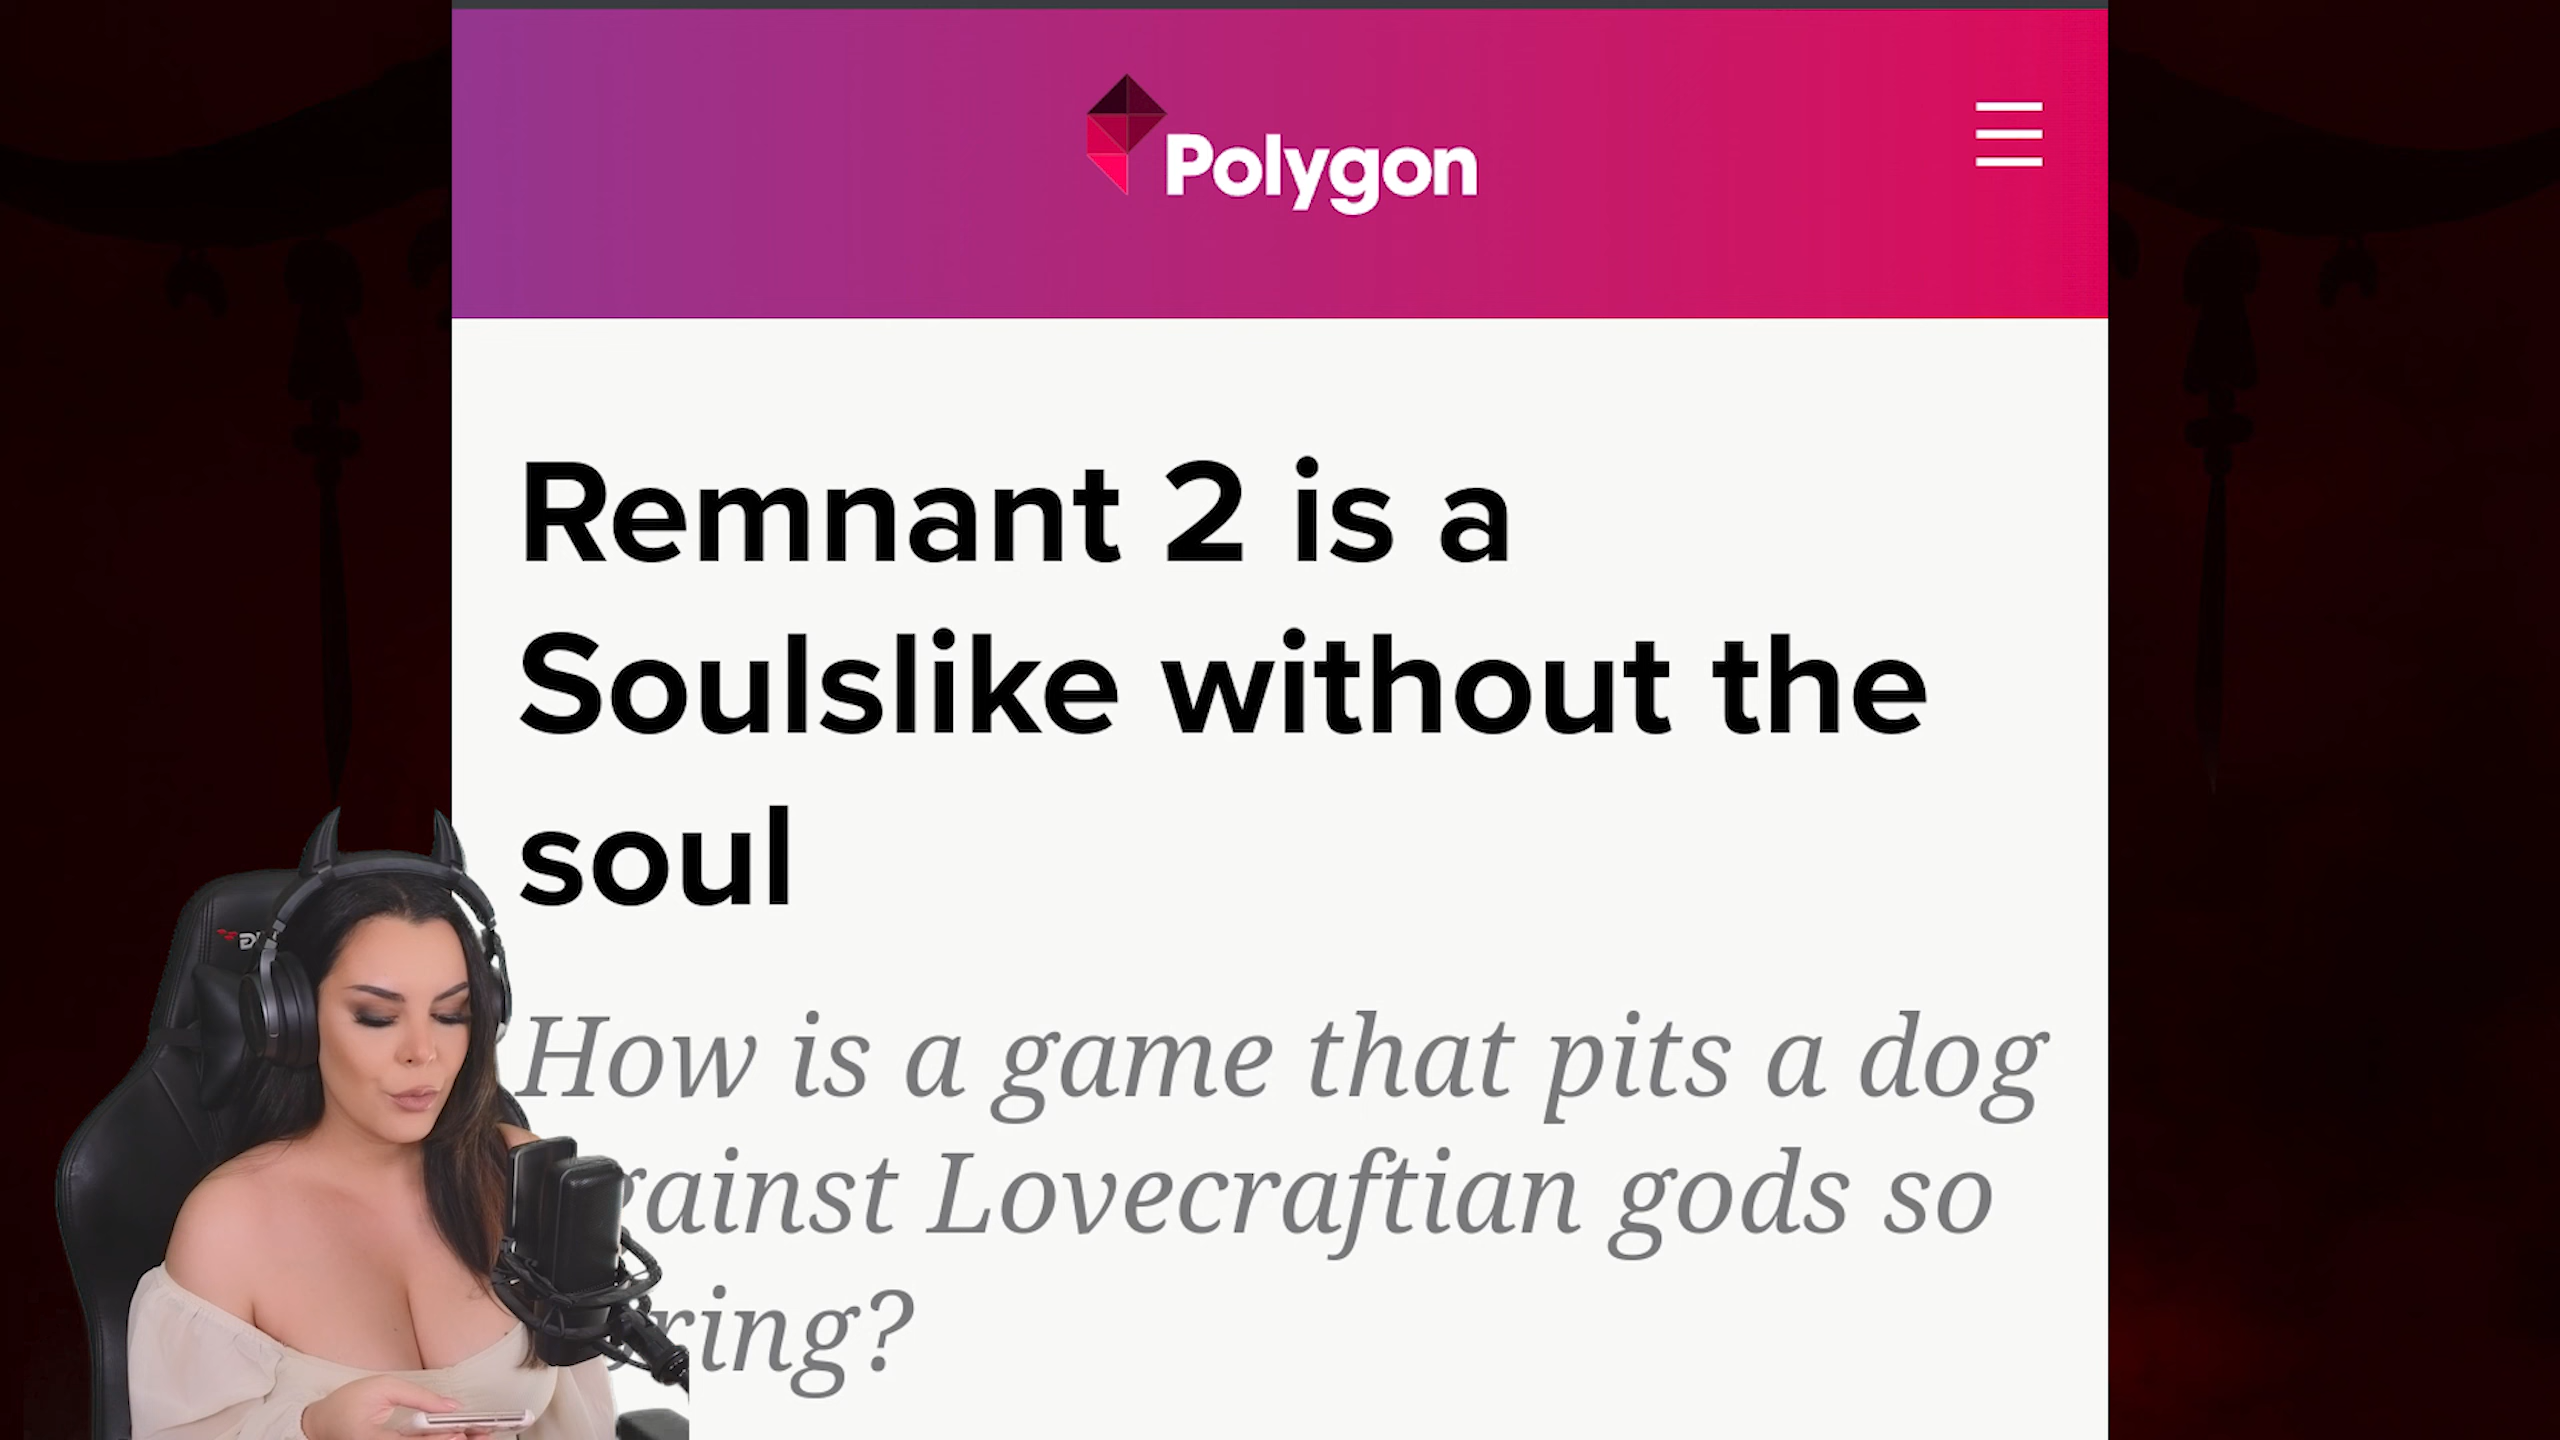 Polygon
Remnant 2 is a
Soulslike without the
soul
How is a game that pits a dog
Lovecraftian gods so